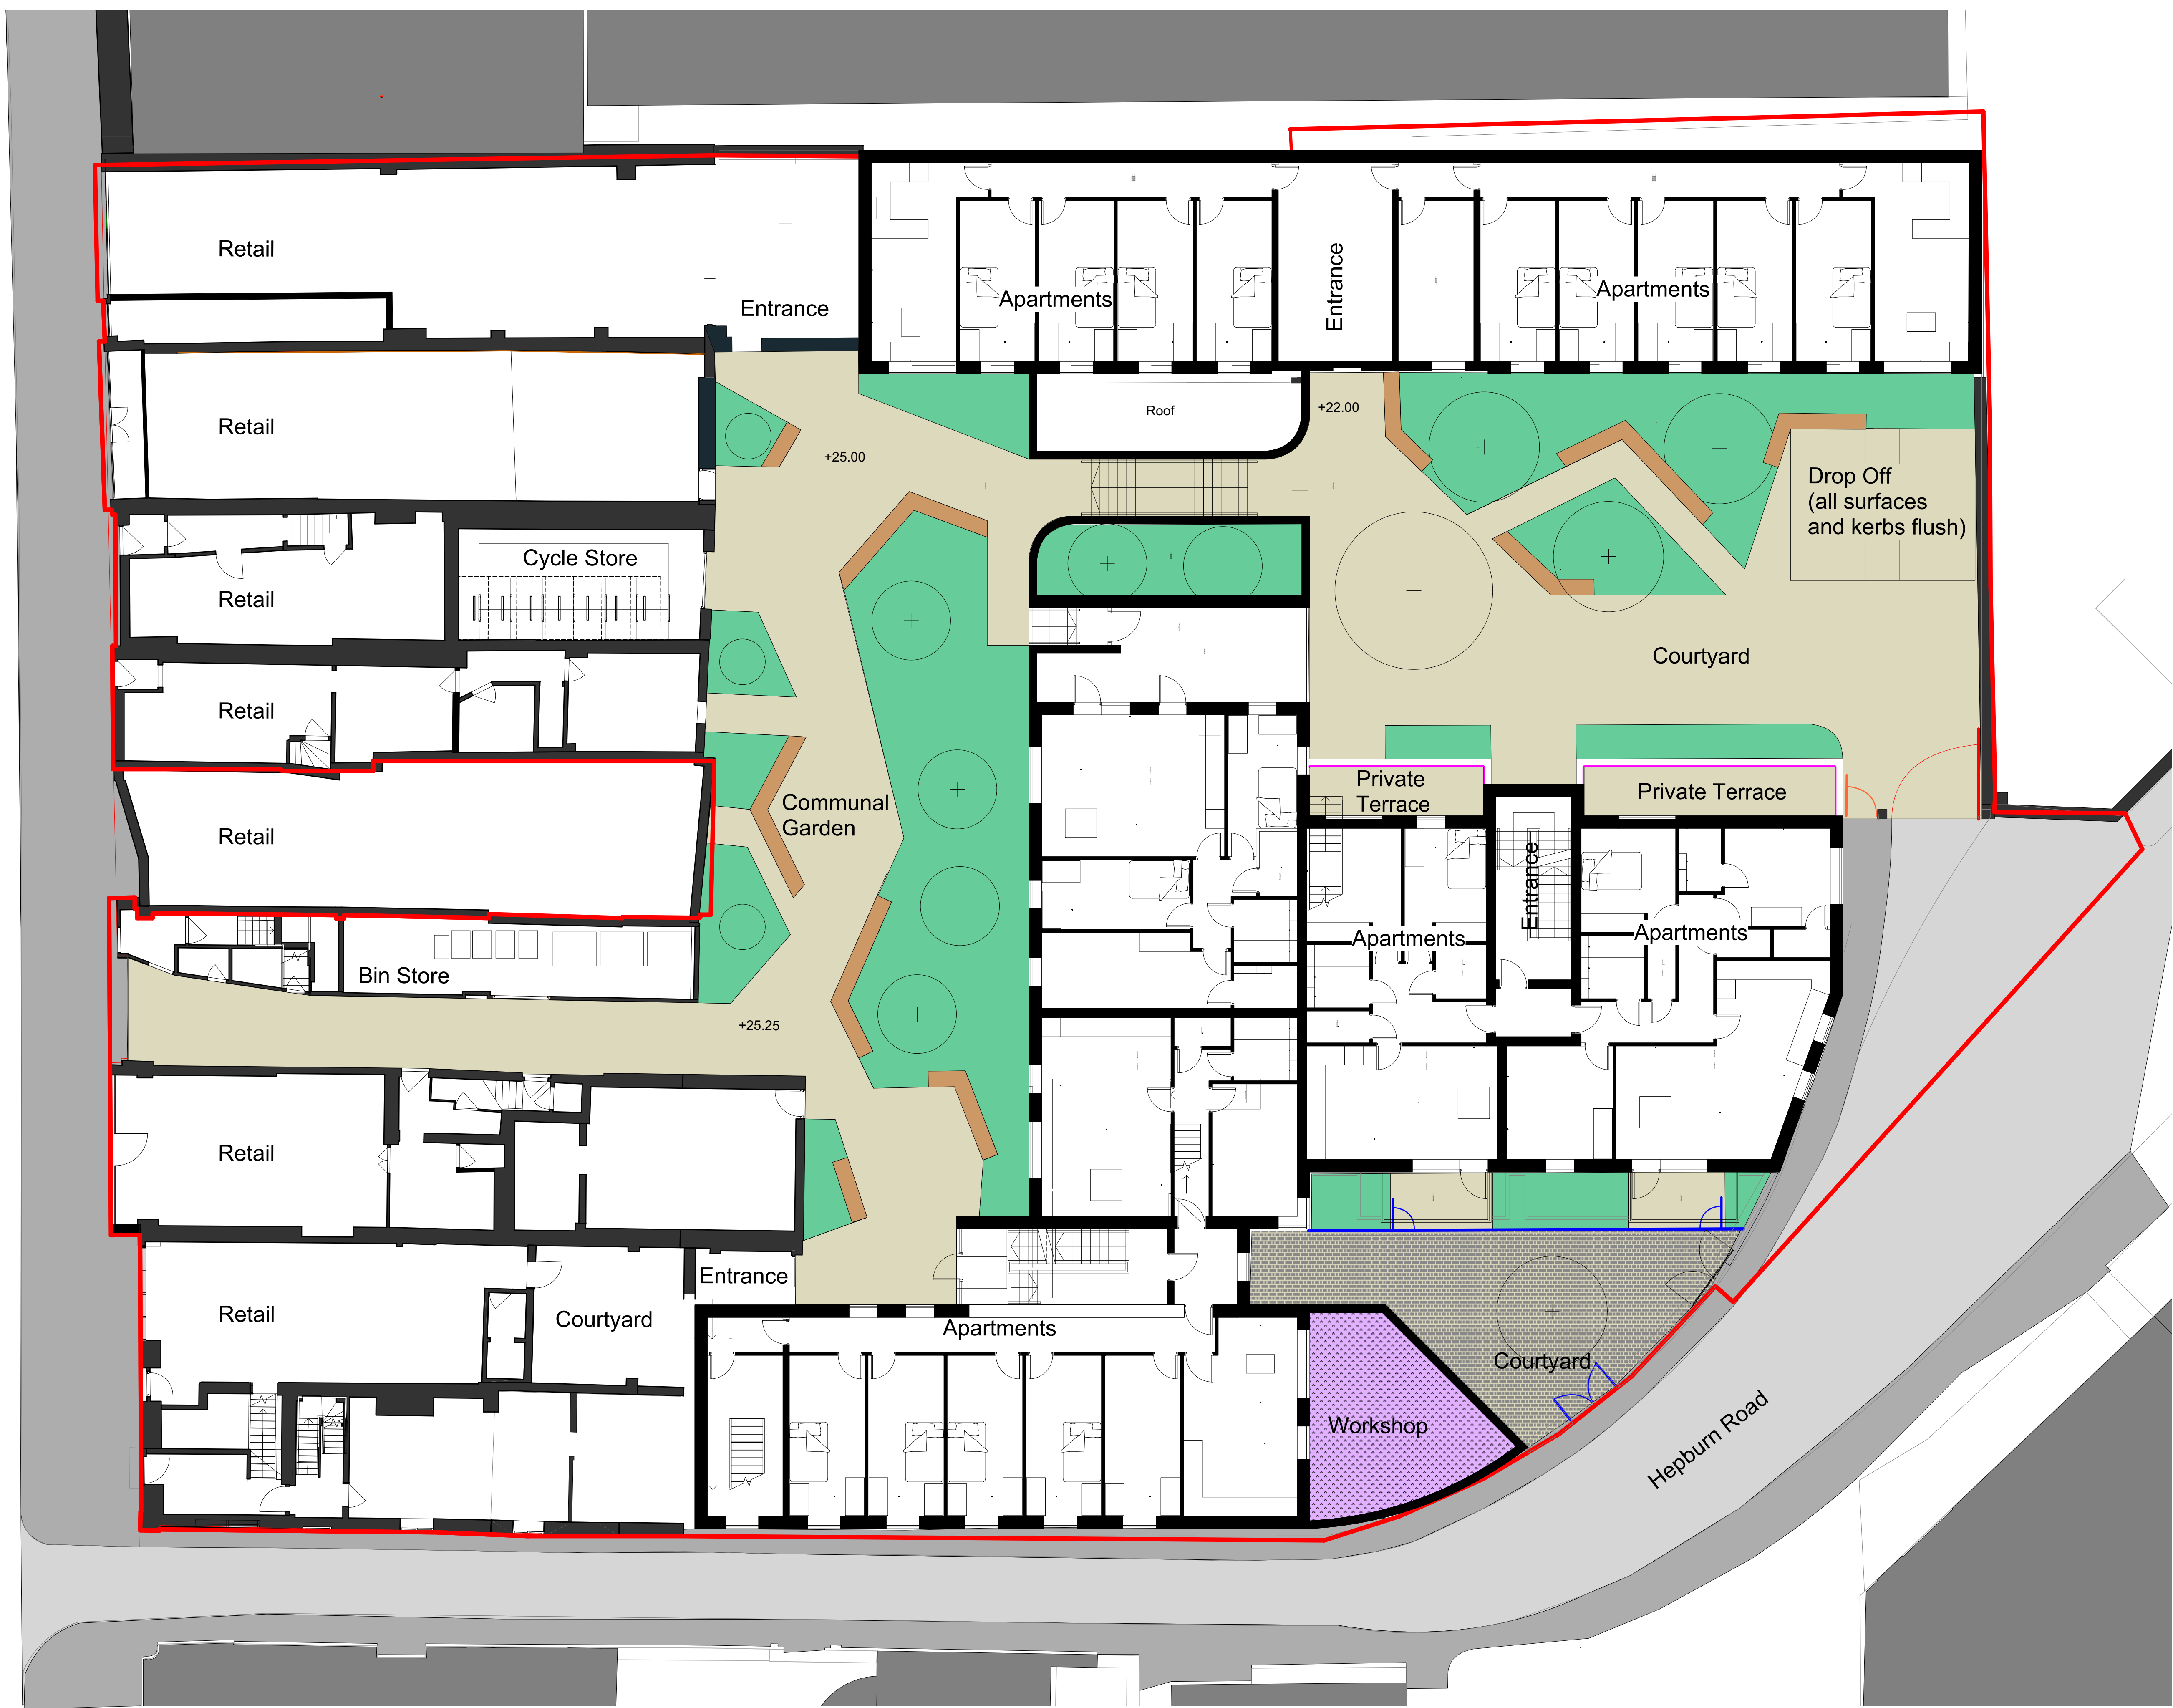 Retail
Entrance
Apartments
Entrance
Apartments
Retail
Roof
+22.00
+25.00
Drop Off
(all surfaces
and kerbs flush)
Cycle Store
Retail
Courtyard
Retail
Private
Terrace
Private Terrace
Communal
Garden
Retail
Entrance
Apartments
Apartments
Bin Store
+25.25
Retail
Entrance
Retail
Courtyard
Apartments
Courtyard
Workshop
Hepburn Road